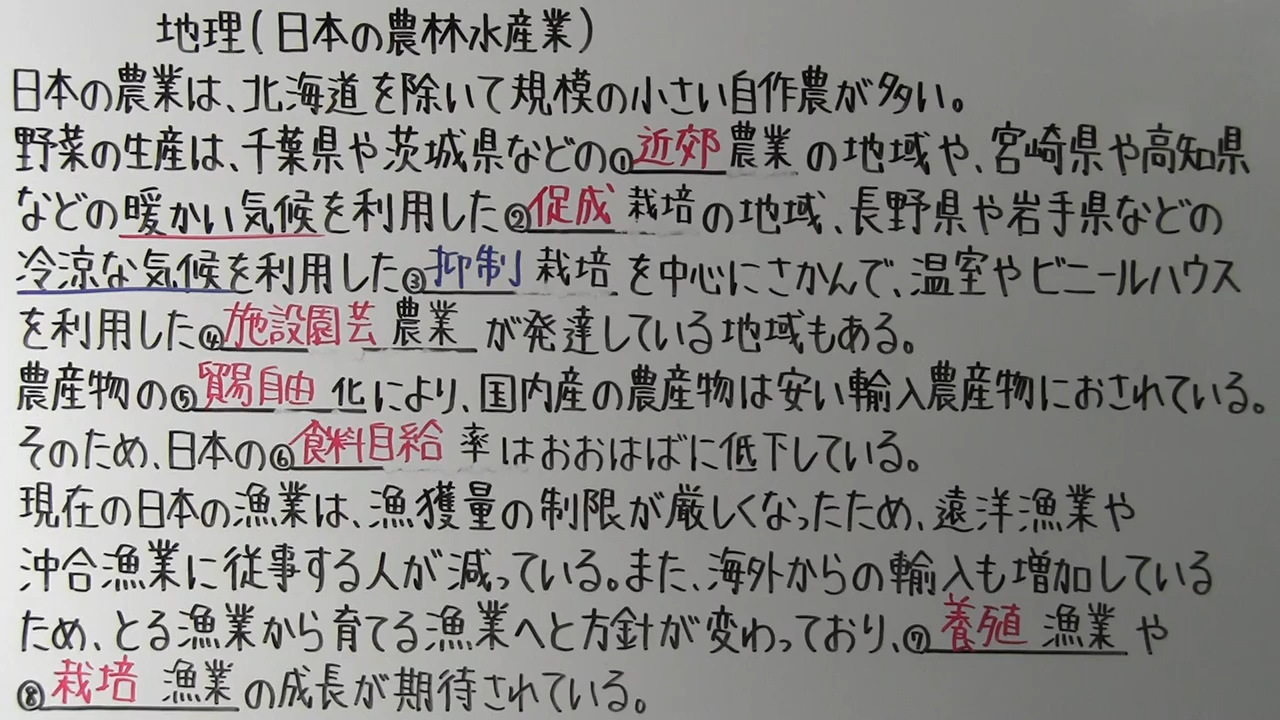 地理(日本の農林水産業)
日本の農業は、北海道を除いて規模の小さい自作農が多い。
野菜の生産は、千葉県や茨城県などの①近郊農業の地域や、宮崎県や高知県
などの暖かい気候を利用した②促成栽培の地域、長野県や岩手県などの
冷涼な気候を利用した③抑制栽培を中心にさかんで、温室やビニールハウス
を利用した④施設園芸農業が発達している地域もある。
農産物の⑤貿易自由化により、国内産の農産物は安い輸入農産物におされている。
そのため、日本の⑥食料自給率はおおはばに低下している。
現在の日本の漁業は、漁獲量の制限が厳しくなったため、遠洋漁業や
沖合漁業に従事する人が減っている。また、海外からの輸入も増加している
ため、とる漁業から育てる漁業へと方針が変わっており、⑦養殖漁業や
⑧栽培漁業の成長が期待されている。